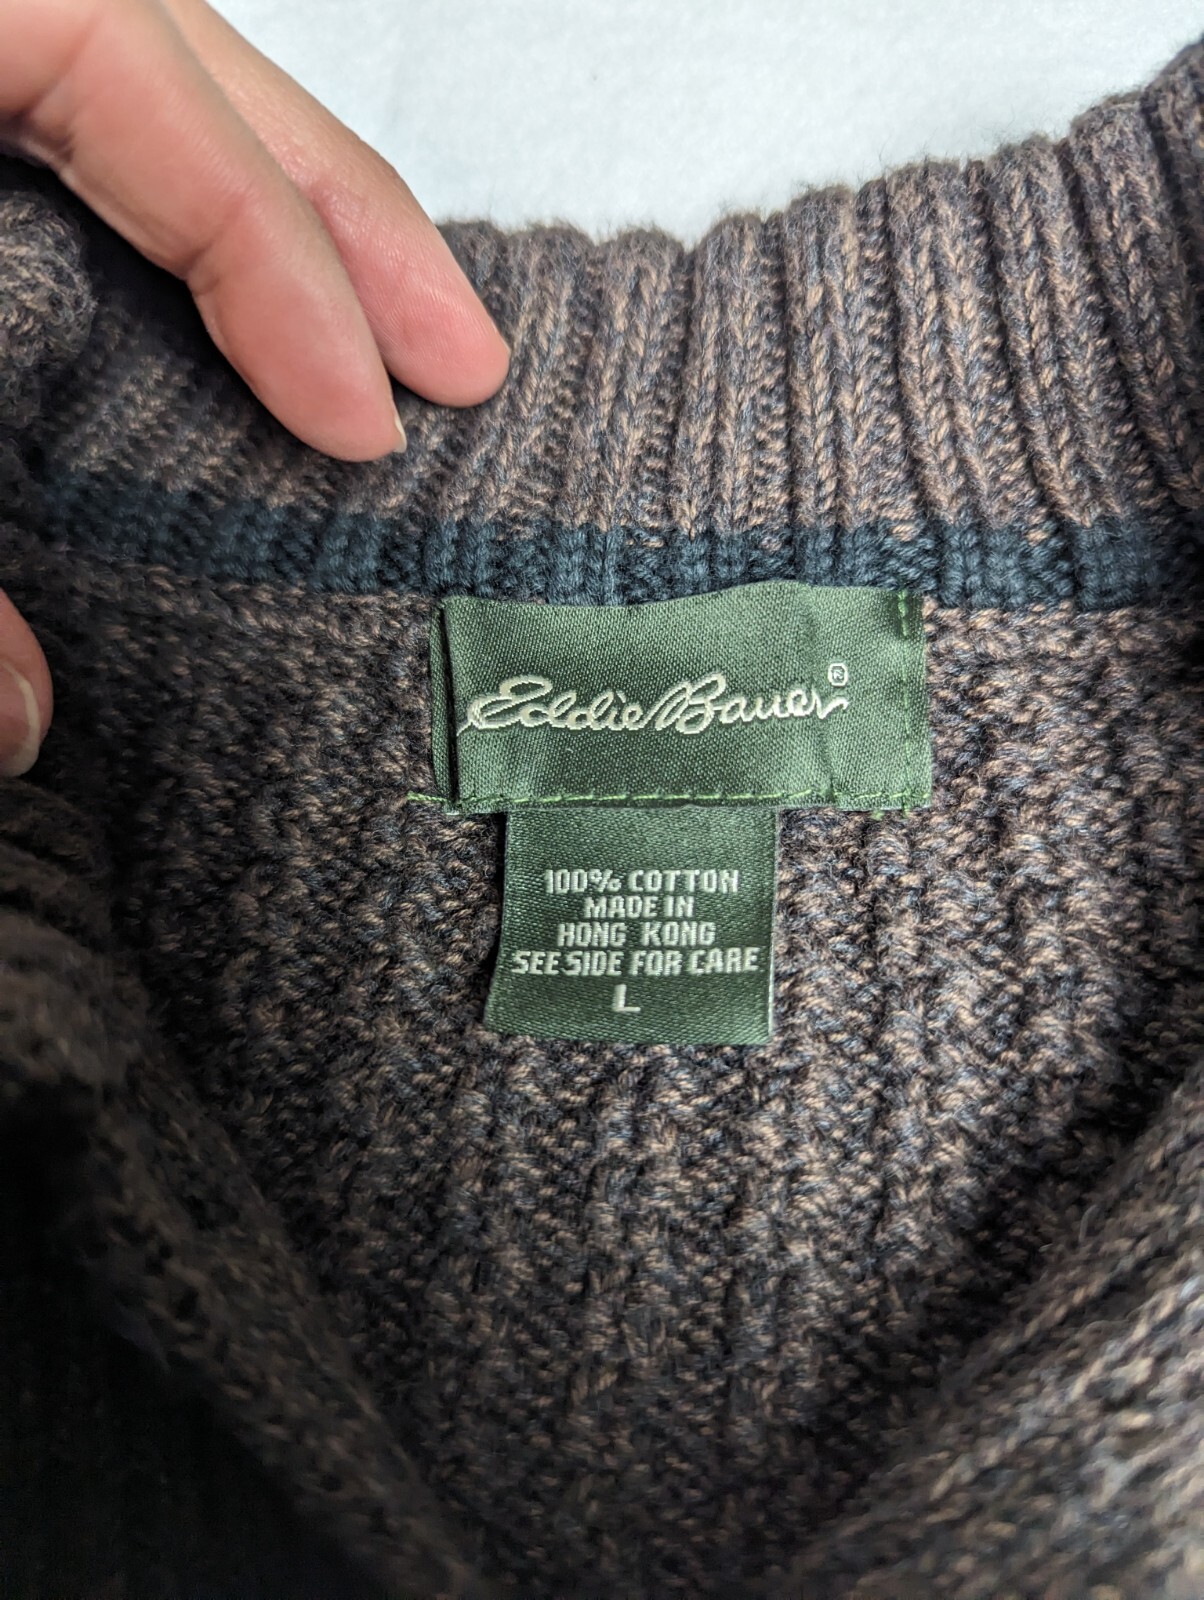 Eddie Bauer®
100% COTTON
MADE IN
HONG KONG
SEE SIDE FOR CARE
L